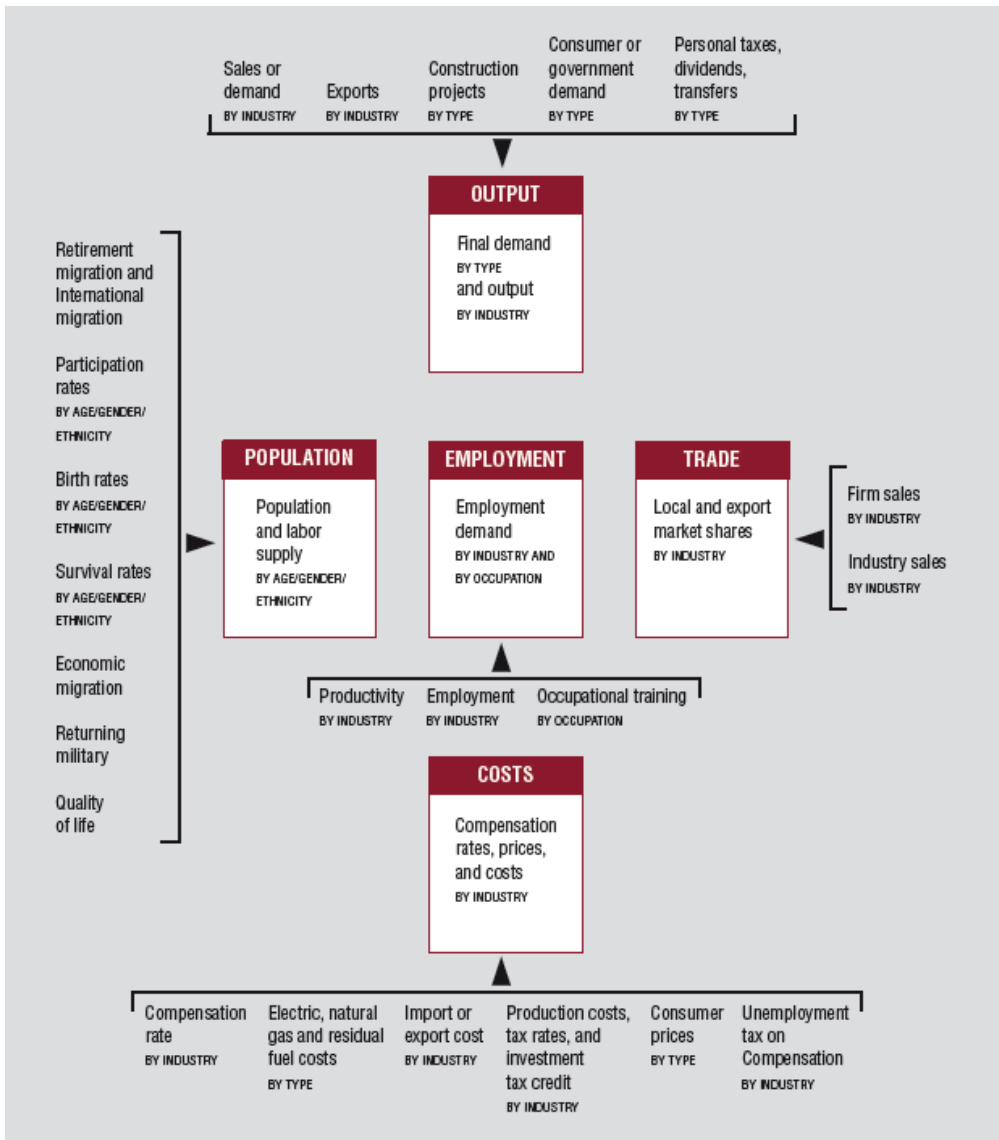 Sales or
demand
BY INDUSTRY
Exports
BY INDUSTRY
Construction
projects
BY TYPE
Consumer or
government
demand
BY TYPE
Personal taxes,
dividends,
transfers
BY TYPE
OUTPUT
Final demand
BY TYPE
and output
BY INDUSTRY
Retirement
migration and
International
migration
Participation
rates
BY AGE/GENDER/
ETHNICITY
Birth rates
BY AGE/GENDER/
ETHNICITY
Survival rates
BY AGE/GENDER/
ETHNICITY
Economic
migration
Returning
military
Quality
of life
POPULATION
Population
and labor
supply
BY AGE/GENDER/
ETHNICITY
EMPLOYMENT
Employment
demand
BY INDUSTRY AND
BY OCCUPATION
TRADE
Local and export
market shares
BY INDUSTRY
Firm sales
BY INDUSTRY
Industry sales
BY INDUSTRY
Productivity
BY INDUSTRY
Employment
BY INDUSTRY
Occupational training
BY OCCUPATION
COSTS
Compensation
rates, prices,
and costs
BY INDUSTRY
Compensation
rate
BY INDUSTRY
Electric, natural
gas and residual
fuel costs
BY TYPE
Import or
export cost
BY INDUSTRY
Production costs,
tax rates, and
investment
tax credit
BY INDUSTRY
Consumer
prices
BY TYPE
Unemployment
tax on
Compensation
BY INDUSTRY